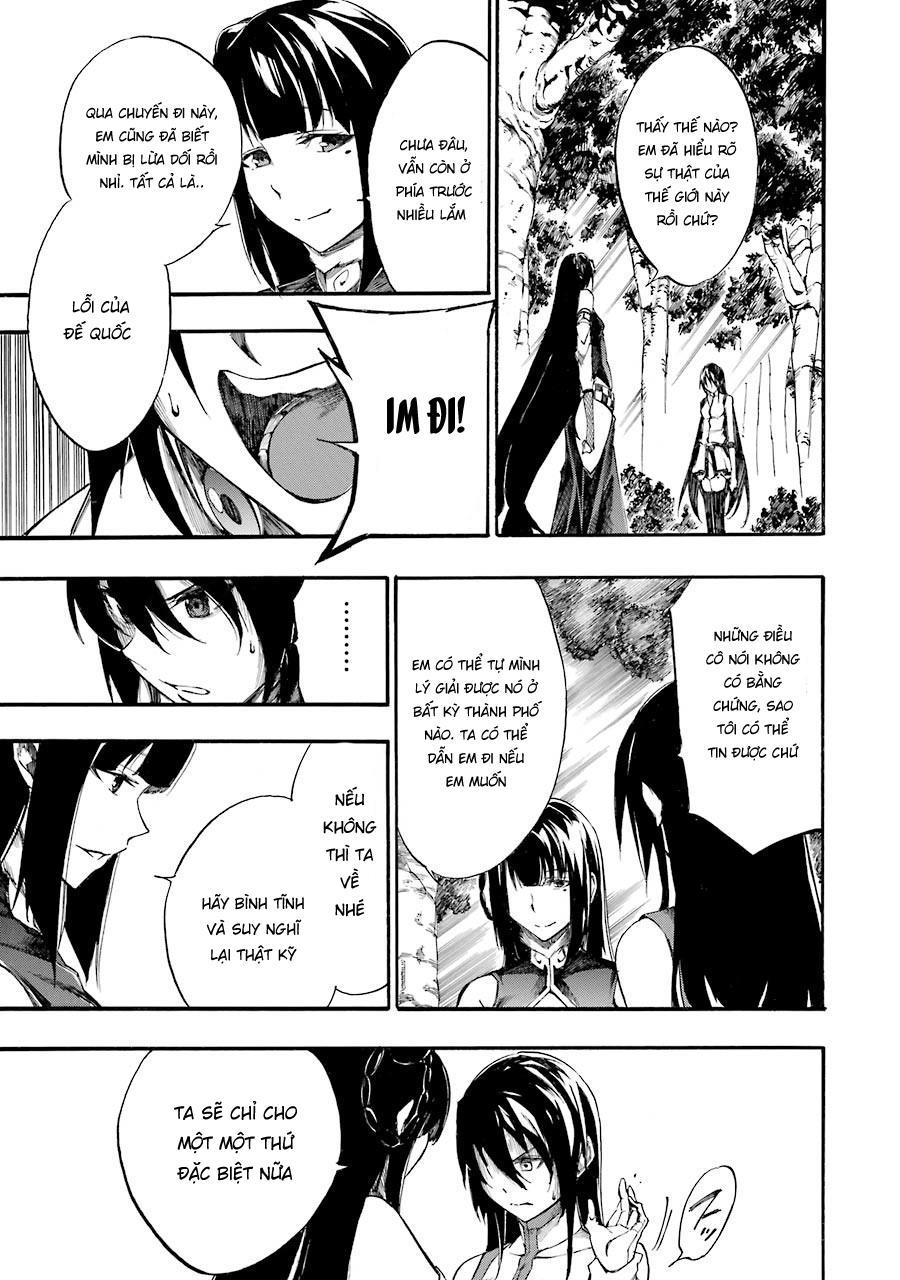 THẤY THẾ NÀO?
EM ĐÃ HIỂU RÕ
SỰ THẬT CỦA
THẾ GIỚI NÀY
RỒI CHỨ?
CHƯA ĐÂU,
VẪN CÒN Ở
PHÍA TRƯỚC
NHIỀU LẮM
QUA CHUYẾN ĐI NÀY,
EM CŨNG ĐÃ BIẾT
MÌNH BỊ LỪA DỐI RỒI
NHỈ. TẤT CẢ LÀ..
LỖI CỦA
ĐẾ QUỐC
IM ĐI!
NHỮNG ĐIỀU
CÔ NÓI KHÔNG
CÓ BẰNG
CHỨNG, SAO
TÔI CÓ THỂ
TIN ĐƯỢC CHỨ
EM CÓ THỂ TỰ MÌNH
LÝ GIẢI ĐƯỢC NÓ Ở
BẤT KỲ THÀNH PHỐ
NÀO. TA CÓ THỂ
DẪN EM ĐI NẾU
EM MUỐN
........
NẾU
KHÔNG
THÌ TA
VỀ
NHÉ
HÃY BÌNH TĨNH
VÀ SUY NGHĨ
LẠI THẬT KỸ
TA SẼ CHỈ CHO
MỘT MỘT THỨ
ĐẶC BIỆT NỮA